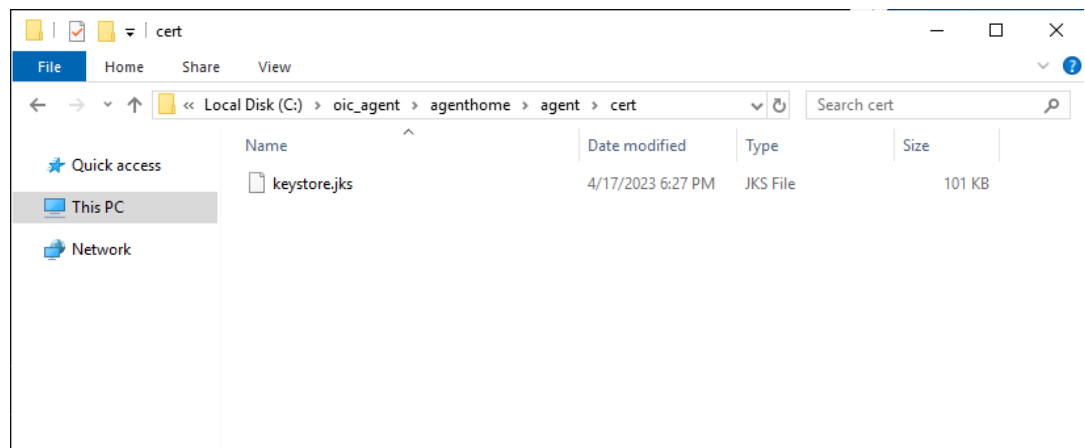 cert
File Home Share View
« Local Disk (C:) > oic_agent > agenthome > agent > cert
Search cert
Name Date modified Type Size
Quick access
keystore.jks 4/17/2023 6:27 PM JKS File 101 KB
This PC
Network